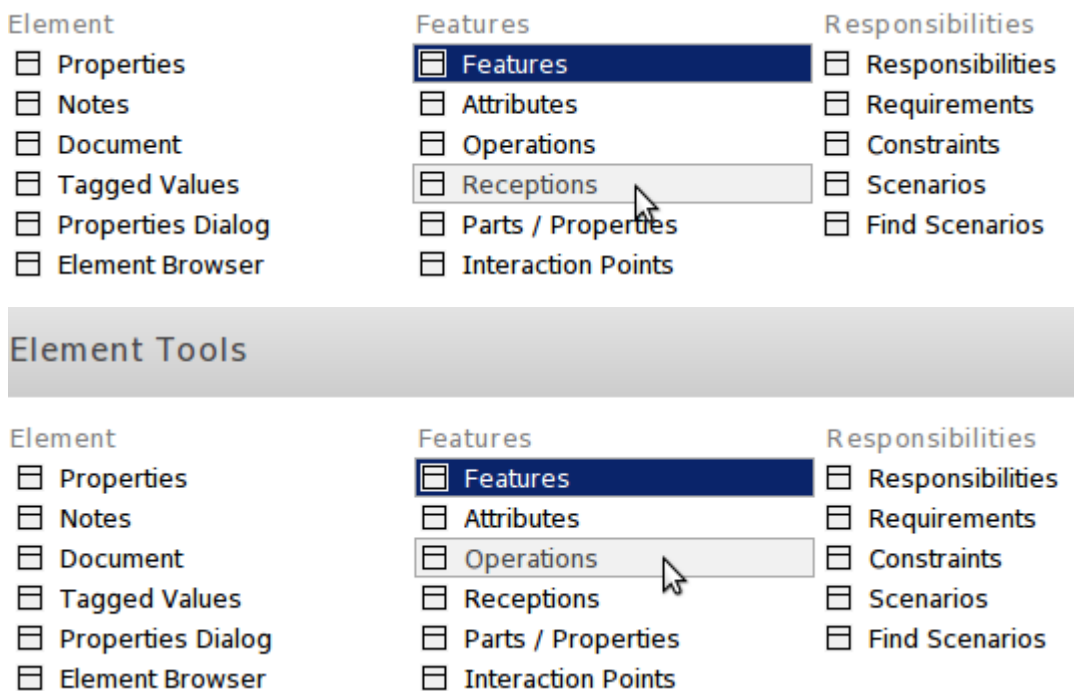 Element Features Responsibilities
Properties Features Responsibilities
Notes Attributes Requirements
Document Operations Constraints
Tagged Values Receptions Scenarios
Properties Dialog Parts / Properties Find Scenarios
Element Browser Interaction Points
Element Tools
Element Features Responsibilities
Properties Features Responsibilities
Notes Attributes Requirements
Document Operations Constraints
Tagged Values Receptions Scenarios
Properties Dialog Parts / Properties Find Scenarios
Element Browser Interaction Points